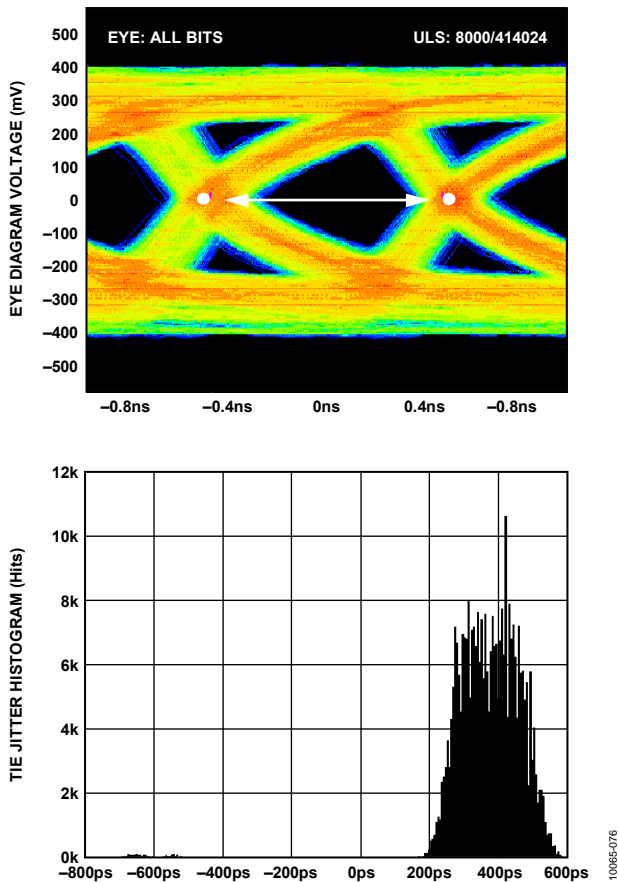 EYE: ALL BITS ULS: 8000/414024
EYE DIAGRAM VOLTAGE (mV)
500
400
300
200
100
0
–100
–200
–300
–400
–500
–0.8ns –0.4ns 0ns 0.4ns –0.8ns
TIE JITTER HISTOGRAM (Hits)
12k
10k
8k
6k
4k
2k
0k
–800ps –600ps –400ps –200ps 0ps 200ps 400ps 600ps
10065-076